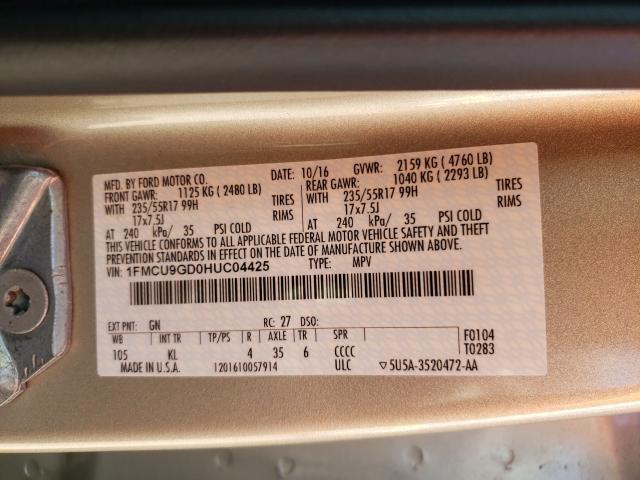 MFD. BY FORD MOTOR CO. 10/16 GVWR: 2159 KG ( 4760 LB)
FRONT GAWR: 1125 KG ( 2480 LB) REAR GAWR: 1040 KG ( 2293 LB)
WITH 235/55R17 99H TIRES WITH 235/55R17 99H TIRES
17x7.5J RIMS 17x7.5J RIMS
AT 240 kPa/ 35 PSI COLD AT 240 kPa/ 35 PSI COLD
THIS VEHICLE CONFORMS TO ALL APPLICABLE FEDERAL MOTOR VEHICLE SAFETY AND THEFT
PREVENTION STANDARDS IN EFFECT ON THE DATE OF MANUFACTURE SHOWN ABOVE.
VIN: 1FMCU9GD0HUC04425 TYPE: MPV
EXT PNT: GN RC: 27 DSO:
WB INT TR TP/PS R AXLE TR SPR F0104
105 KL 4 35 6 CCCC T0283
MADE IN U.S.A. 1201610057914 ULC ▽5U5A-3520472-AA